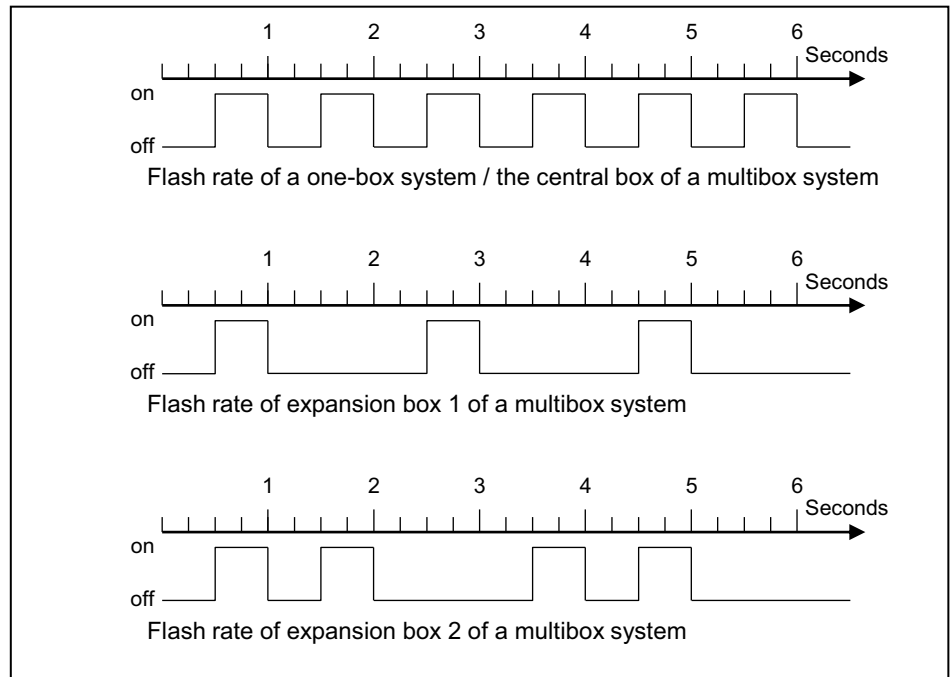 1 2 3 4 5 6
Seconds
on
off
Flash rate of a one-box system / the central box of a multibox system
1 2 3 4 5 6
Seconds
on
off
Flash rate of expansion box 1 of a multibox system
1 2 3 4 5 6
Seconds
on
off
Flash rate of expansion box 2 of a multibox system